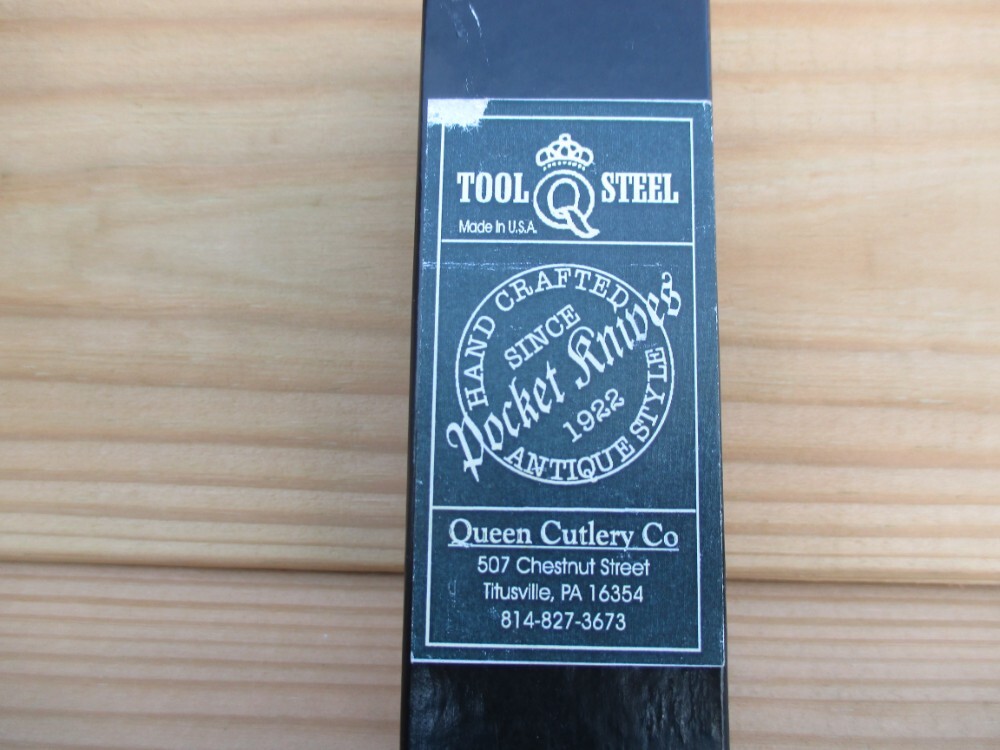 TOOL Q STEEL
Made In U.S.A.
HAND CRAFTED
SINCE
Pocket Knives
1922
ANTIQUE STYLE
Queen Cutlery Co
507 Chestnut Street
Titusville, PA 16354
814-827-3673